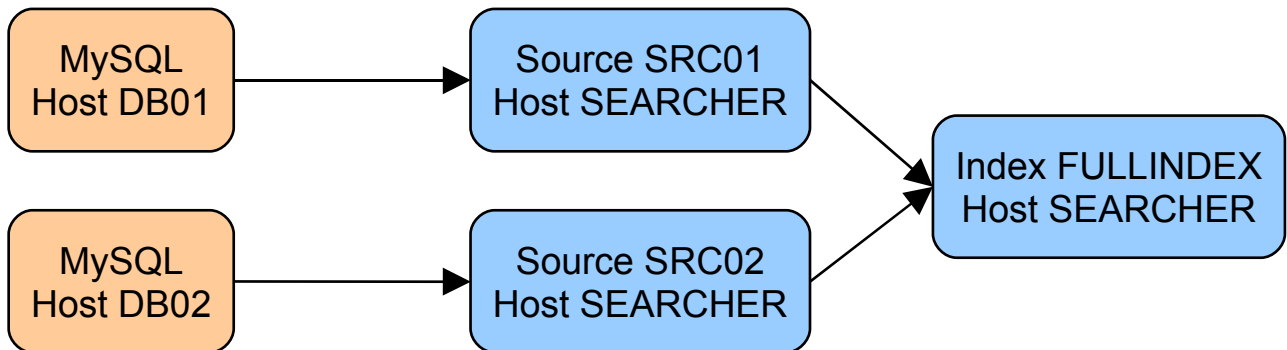 MySQL
Host DB01
Source SRC01
Host SEARCHER
Index FULLINDEX
Host SEARCHER
MySQL
Host DB02
Source SRC02
Host SEARCHER